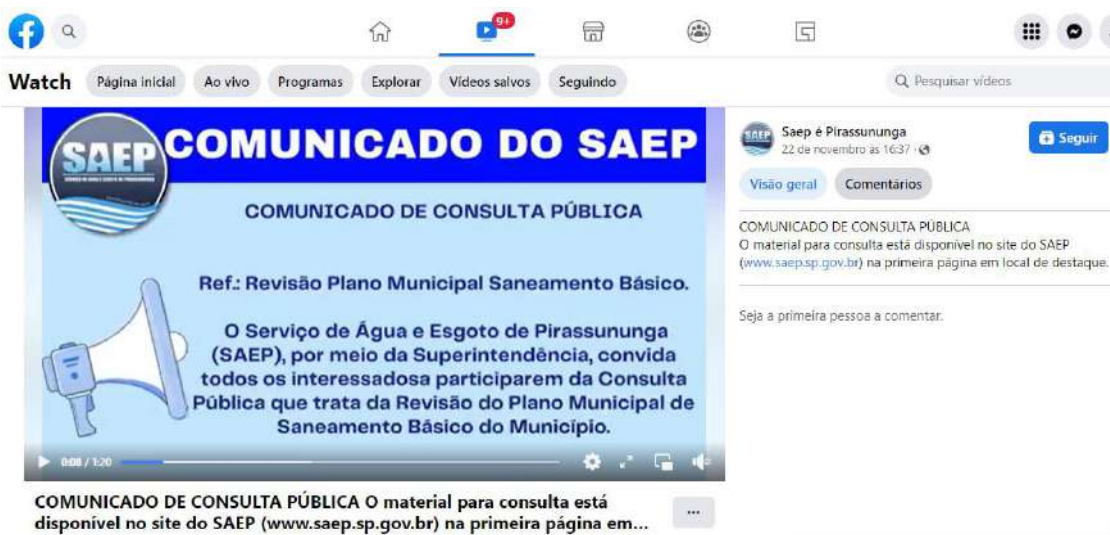 9+
Watch
Página inicial
Ao vivo
Programas
Explorar
Vídeos salvos
Seguindo
Pesquisar vídeos
SAEP
COMUNICADO DO SAEP
COMUNICADO DE CONSULTA PÚBLICA
Ref.: Revisão Plano Municipal Saneamento Básico.
O Serviço de Água e Esgoto de Pirassununga
(SAEP), por meio da Superintendência, convida
todos os interessadosa participarem da Consulta
Pública que trata da Revisão do Plano Municipal de
Saneamento Básico do Município.
0:08 / 1:20
COMUNICADO DE CONSULTA PÚBLICA O material para consulta está
disponível no site do SAEP (www.saep.sp.gov.br) na primeira página em...
SAEP
Saep é Pirassununga
22 de novembro às 16:37 ·
Seguir
Visão geral
Comentários
COMUNICADO DE CONSULTA PÚBLICA
O material para consulta está disponível no site do SAEP
(www.saep.sp.gov.br) na primeira página em local de destaque.
Seja a primeira pessoa a comentar.